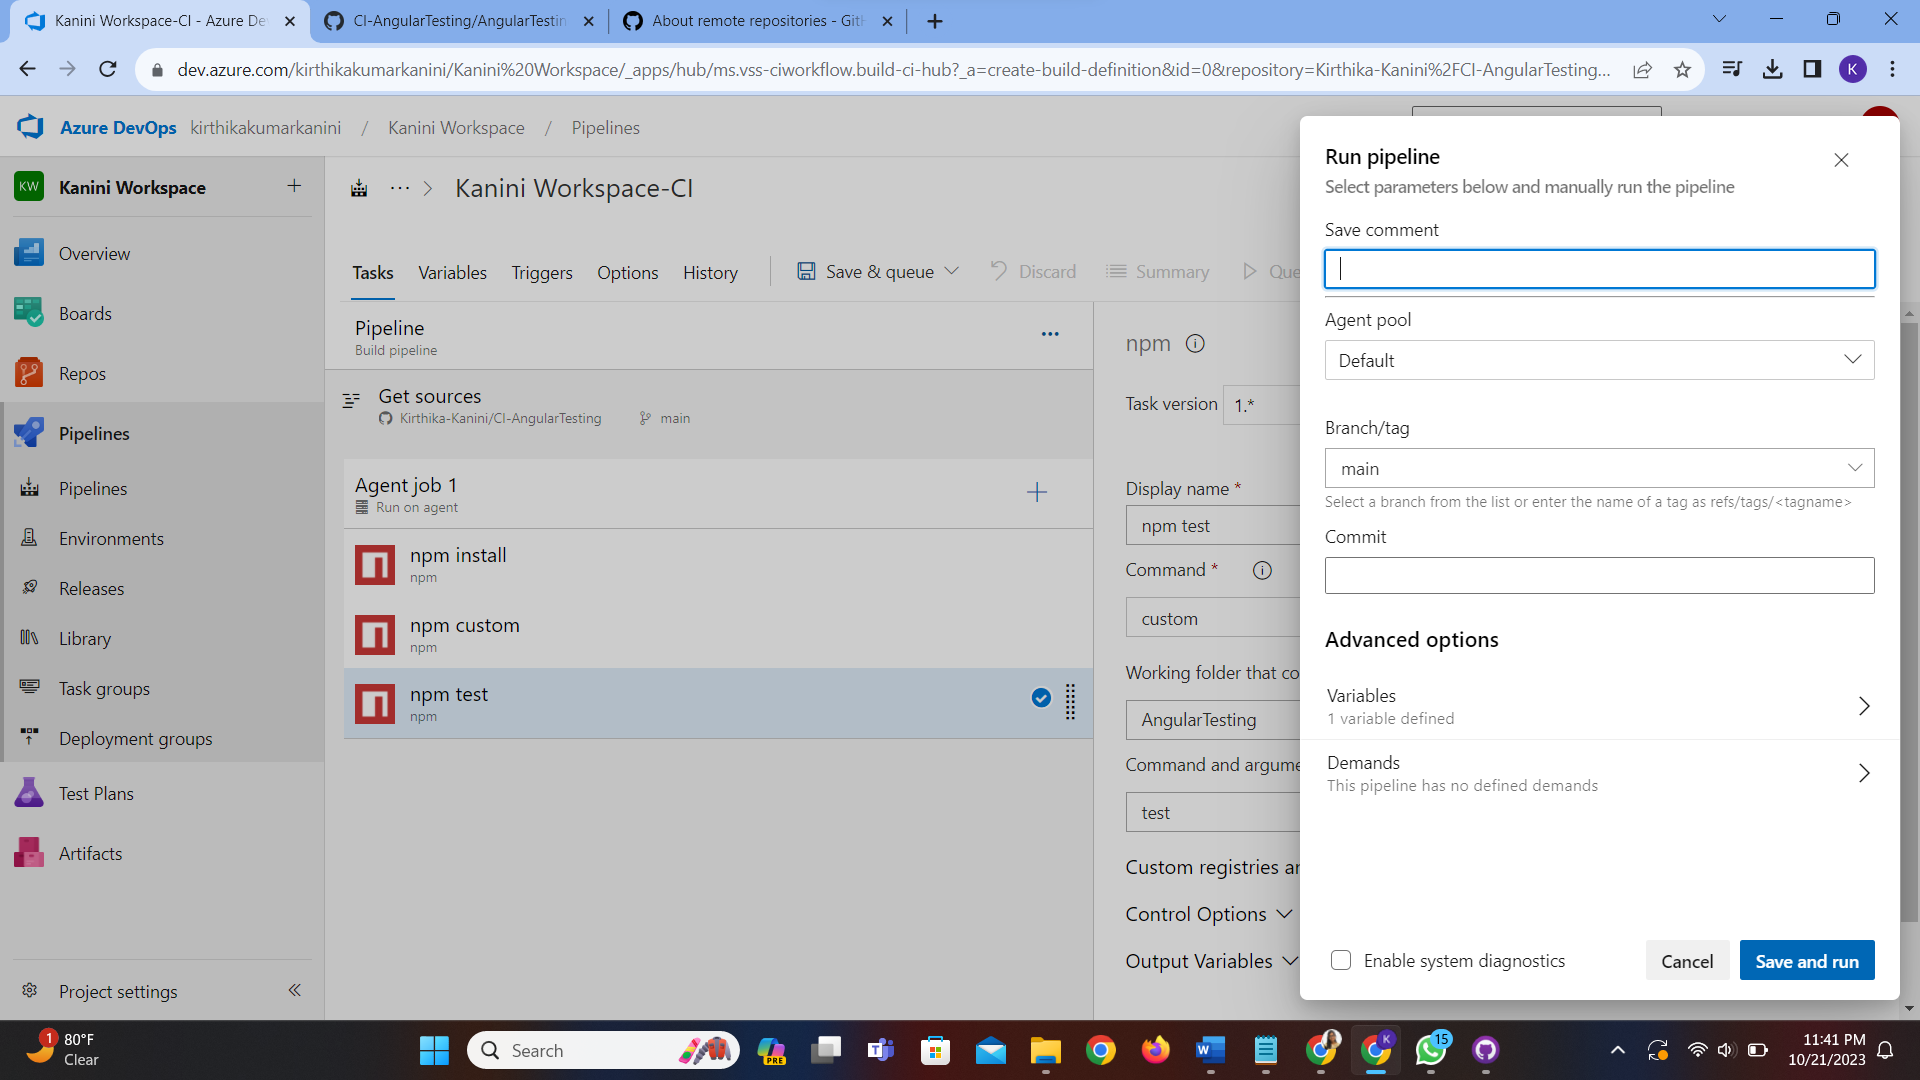 Kanini Workspace-CI - Azure De
CI-AngularTesting/AngularTestin
About remote repositories - Git
dev.azure.com/kirthikakumarkanini/Kanini%20Workspace/_apps/hub/ms.vss-ciworkflow.build-ci-hub?_a=create-build-definition&id=0&repository=Kirthika-Kanini%2FCI-AngularTesting...
K
Azure DevOps
kirthikakumarkanini / Kanini Workspace / Pipelines
KW
Kanini Workspace
Overview
Boards
Repos
Pipelines
Pipelines
Environments
Releases
Library
Task groups
Deployment groups
Test Plans
Artifacts
Project settings
Kanini Workspace-CI
Tasks
Variables
Triggers
Options
History
Save & queue
Discard
Summary
Que
Pipeline
Build pipeline
Get sources
Kirthika-Kanini/CI-AngularTesting
main
Agent job 1
Run on agent
npm install
npm
npm custom
npm
npm test
npm
npm
Task version
1.*
Display name *
npm test
Command *
custom
Working folder that co
AngularTesting
Command and argume
test
Custom registries ar
Control Options
Output Variables
Run pipeline
Select parameters below and manually run the pipeline
Save comment
Agent pool
Default
Branch/tag
main
Select a branch from the list or enter the name of a tag as refs/tags/<tagname>
Commit
Advanced options
Variables
1 variable defined
Demands
This pipeline has no defined demands
Enable system diagnostics
Cancel
Save and run
1
80°F
Clear
Search
PRE
K
15
11:41 PM
10/21/2023